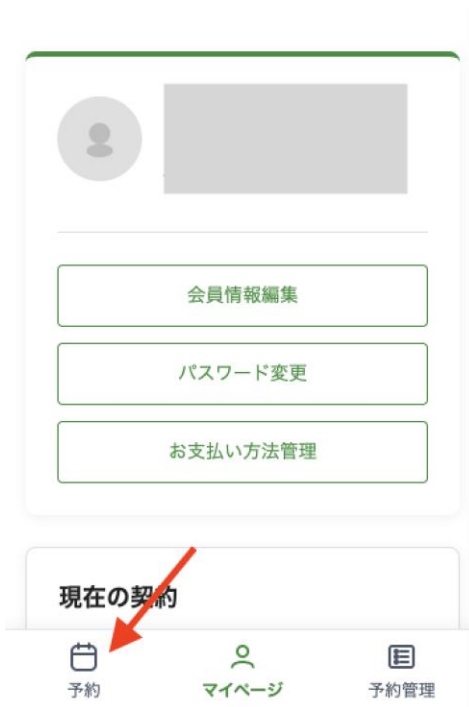 会員情報編集
パスワード変更
お支払い方法管理
現在の契約
予約
マイページ
予約管理